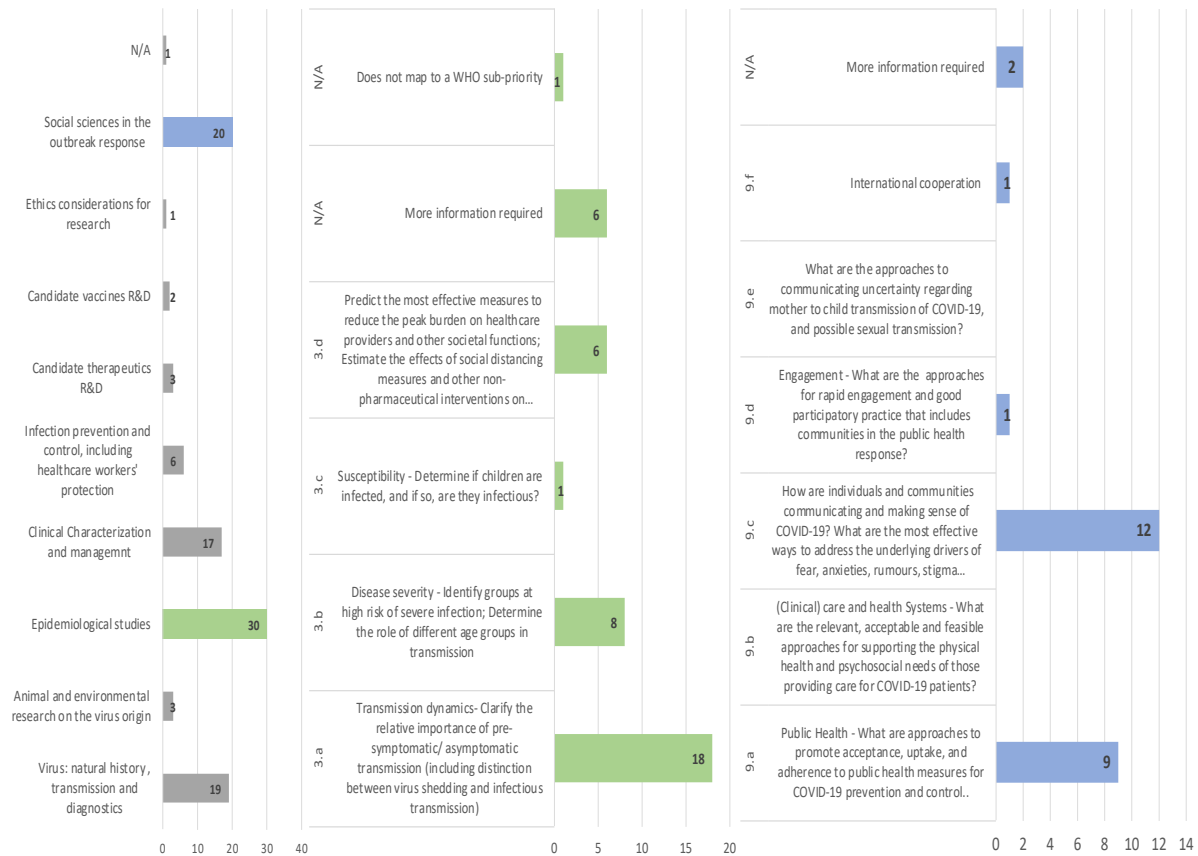 N/A
1
Social sciences in the
outbreak response
20
Ethics considerations for
research
1
Candidate vaccines R&D
2
Candidate therapeutics
R&D
3
Infection prevention and
control, including
healthcare workers'
protection
6
Clinical Characterization
and managemnt
17
Epidemiological studies
30
Animal and environmental
research on the virus origin
3
Virus: natural history,
transmission and
diagnostics
19
0 10 20 30 40
N/A
Does not map to a WHO sub-priority
1
N/A
More information required
6
3.d
Predict the most effective measures to
reduce the peak burden on healthcare
providers and other societal functions;
Estimate the effects of social distancing
measures and other non-
pharmaceutical interventions on...
6
3.c
Susceptibility - Determine if children are
infected, and if so, are they infectious?
1
3.b
Disease severity - Identify groups at
high risk of severe infection; Determine
the role of different age groups in
transmission
8
3.a
Transmission dynamics- Clarify the
relative importance of pre-
symptomatic/ asymptomatic
transmission (including distinction
between virus shedding and infectious
transmission)
18
0 5 10 15 20
N/A
More information required
2
9.f
International cooperation
1
9.e
What are the approaches to
communicating uncertainty regarding
mother to child transmission of COVID-19,
and possible sexual transmission?
9.d
Engagement - What are the approaches
for rapid engagement and good
participatory practice that includes
communities in the public health
response?
1
9.c
How are individuals and communities
communicating and making sense of
COVID-19? What are the most effective
ways to address the underlying drivers of
fear, anxieties, rumours, stigma...
12
9.b
(Clinical) care and health Systems - What
are the relevant, acceptable and feasible
approaches for supporting the physical
health and psychosocial needs of those
providing care for COVID-19 patients?
9.a
Public Health - What are approaches to
promote acceptance, uptake, and
adherence to public health measures for
COVID-19 prevention and control..
9
0 2 4 6 8 10 12 14